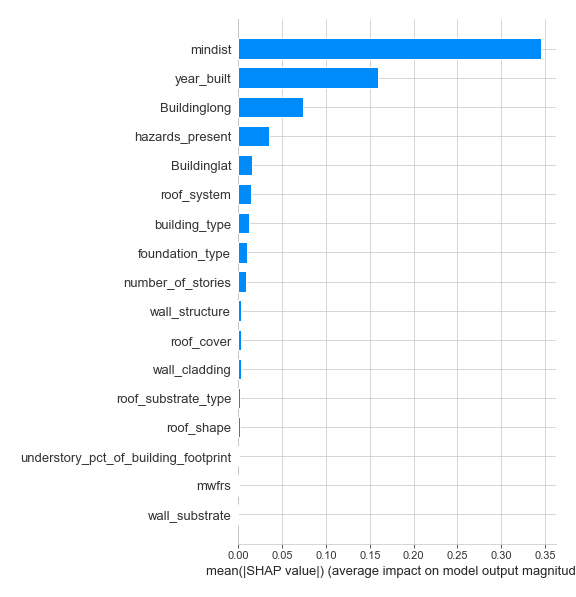 mindist
year_built
Buildinglong
hazards_present
Buildinglat
roof_system
building_type
foundation_type
number_of_stories
wall_structure
roof_cover
wall_cladding
roof_substrate_type
roof_shape
understory_pct_of_building_footprint
mwfrs
wall_substrate
0.00 0.05 0.10 0.15 0.20 0.25 0.30 0.35
mean(|SHAP value|) (average impact on model output magnitud